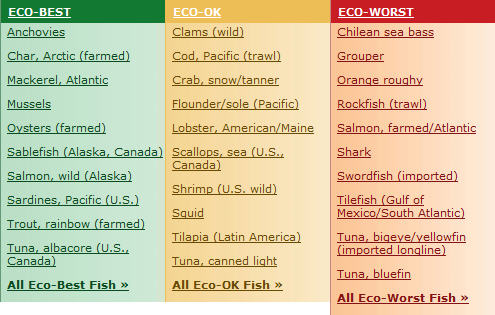 ECO-BEST
Anchovies
Char, Arctic (farmed)
Mackerel, Atlantic
Mussels
Oysters (farmed)
Sablefish (Alaska, Canada)
Salmon, wild (Alaska)
Sardines, Pacific (U.S.)
Trout, rainbow (farmed)
Tuna, albacore (U.S.,
Canada)
All Eco-Best Fish »
ECO-OK
Clams (wild)
Cod, Pacific (trawl)
Crab, snow/tanner
Flounder/sole (Pacific)
Lobster, American/Maine
Scallops, sea (U.S.,
Canada)
Shrimp (U.S. wild)
Squid
Tilapia (Latin America)
Tuna, canned light
All Eco-OK Fish »
ECO-WORST
Chilean sea bass
Grouper
Orange roughy
Rockfish (trawl)
Salmon, farmed/Atlantic
Shark
Swordfish (imported)
Tilefish (Gulf of
Mexico/South Atlantic)
Tuna, bigeye/yellowfin
(imported longline)
Tuna, bluefin
All Eco-Worst Fish »